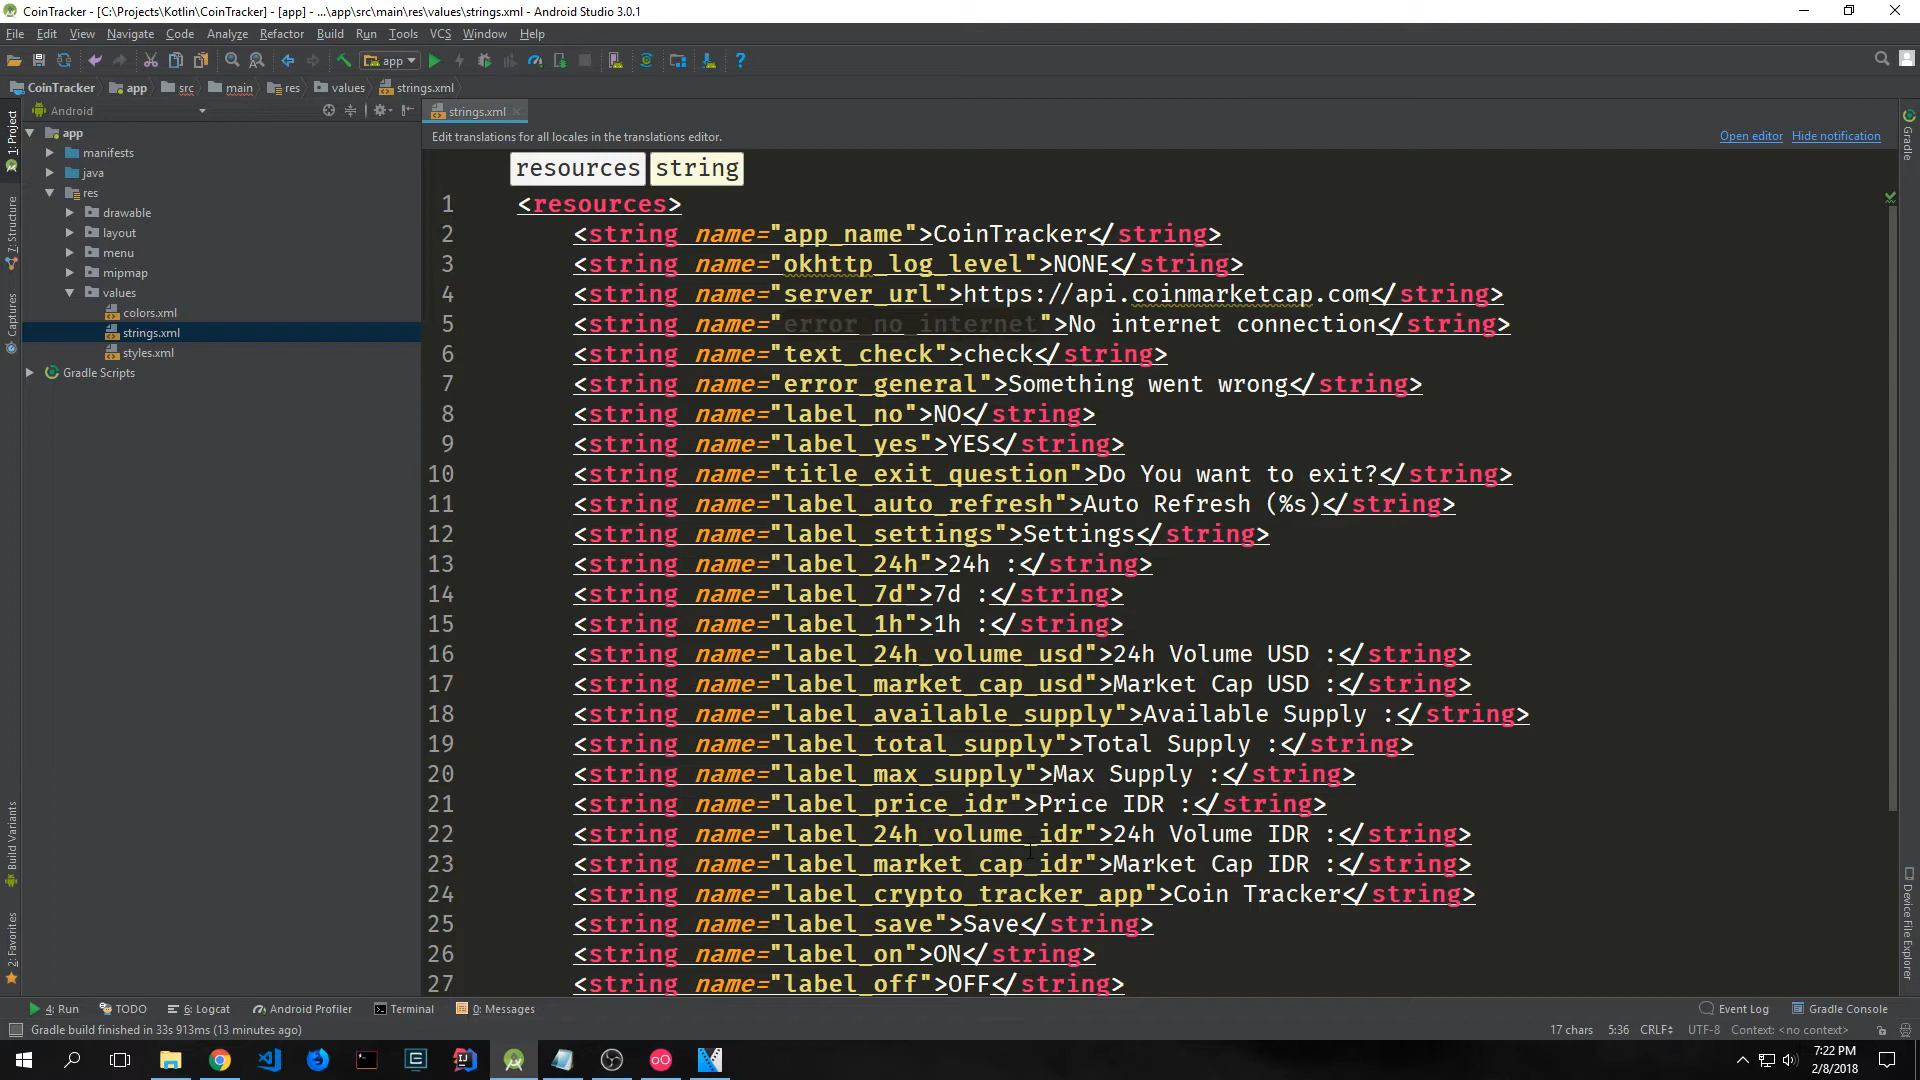 CoinTracker - [C:\Projects\Kotlin\CoinTracker] - [app] - ...\app\src\main\res\values\strings.xml - Android Studio 3.0.1
File Edit View Navigate Code Analyze Refactor Build Run Tools VCS Window Help
app
CoinTracker app src main res values strings.xml
Android
strings.xml
Edit translations for all locales in the translations editor.
Open editor Hide notification
1: Project
7: Structure
Captures
Build Variants
2: Favorites
app
manifests
java
res
drawable
layout
menu
mipmap
values
colors.xml
strings.xml
styles.xml
Gradle Scripts
resources string
1 <resources>
2 <string name="app_name">CoinTracker</string>
3 <string name="okhttp_log_level">NONE</string>
4 <string name="server_url">https://api.coinmarketcap.com</string>
5 <string name="error_no_internet">No internet connection</string>
6 <string name="text_check">check</string>
7 <string name="error_general">Something went wrong</string>
8 <string name="label_no">NO</string>
9 <string name="label_yes">YES</string>
10 <string name="title_exit_question">Do You want to exit?</string>
11 <string name="label_auto_refresh">Auto Refresh (%s)</string>
12 <string name="label_settings">Settings</string>
13 <string name="label_24h">24h :</string>
14 <string name="label_7d">7d :</string>
15 <string name="label_1h">1h :</string>
16 <string name="label_24h_volume_usd">24h Volume USD :</string>
17 <string name="label_market_cap_usd">Market Cap USD :</string>
18 <string name="label_available_supply">Available Supply :</string>
19 <string name="label_total_supply">Total Supply :</string>
20 <string name="label_max_supply">Max Supply :</string>
21 <string name="label_price_idr">Price IDR :</string>
22 <string name="label_24h_volume_idr">24h Volume IDR :</string>
23 <string name="label_market_cap_idr">Market Cap IDR :</string>
24 <string name="label_crypto_tracker_app">Coin Tracker</string>
25 <string name="label_save">Save</string>
26 <string name="label_on">ON</string>
27 <string name="label_off">OFF</string>
Gradle
Device File Explorer
4: Run TODO 6: Logcat Android Profiler Terminal 0: Messages Event Log Gradle Console
Gradle build finished in 33s 913ms (13 minutes ago) 17 chars 5:36 CRLF UTF-8 Context: <no context>
7:22 PM
2/8/2018